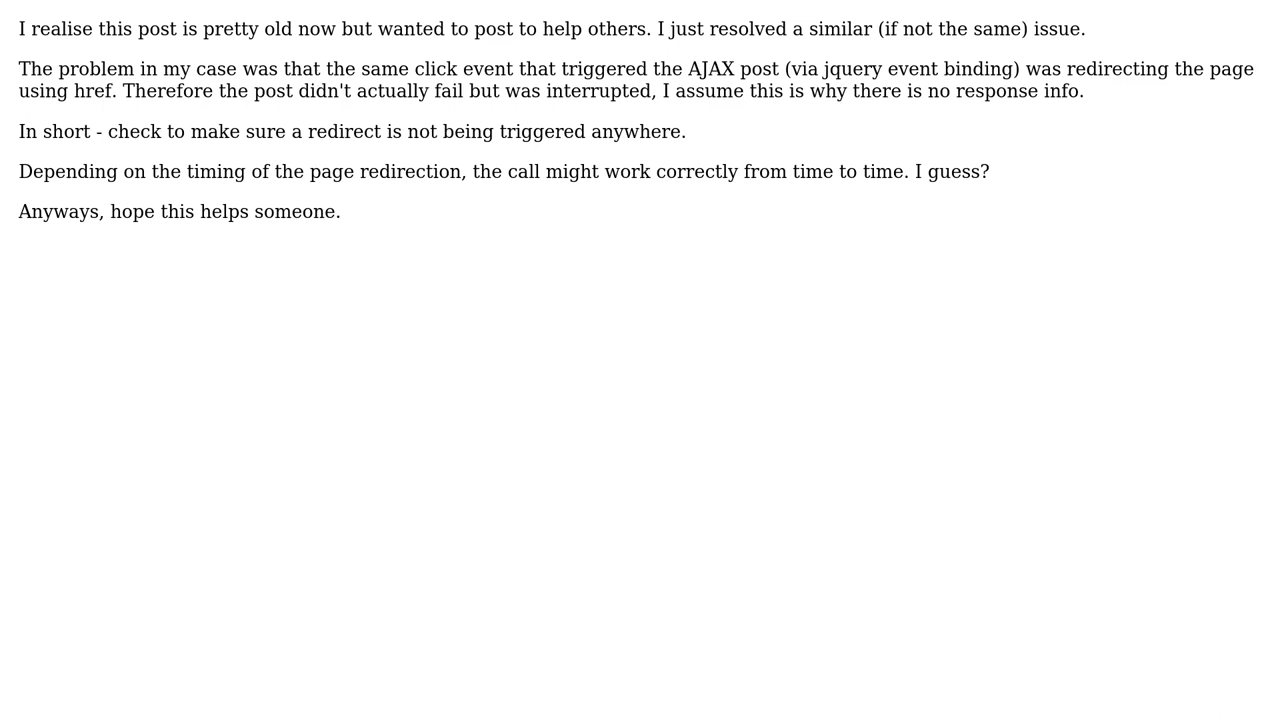 I realise this post is pretty old now but wanted to post to help others. I just resolved a similar (if not the same) issue.
The problem in my case was that the same click event that triggered the AJAX post (via jquery event binding) was redirecting the page
using href. Therefore the post didn't actually fail but was interrupted, I assume this is why there is no response info.
In short - check to make sure a redirect is not being triggered anywhere.
Depending on the timing of the page redirection, the call might work correctly from time to time. I guess?
Anyways, hope this helps someone.